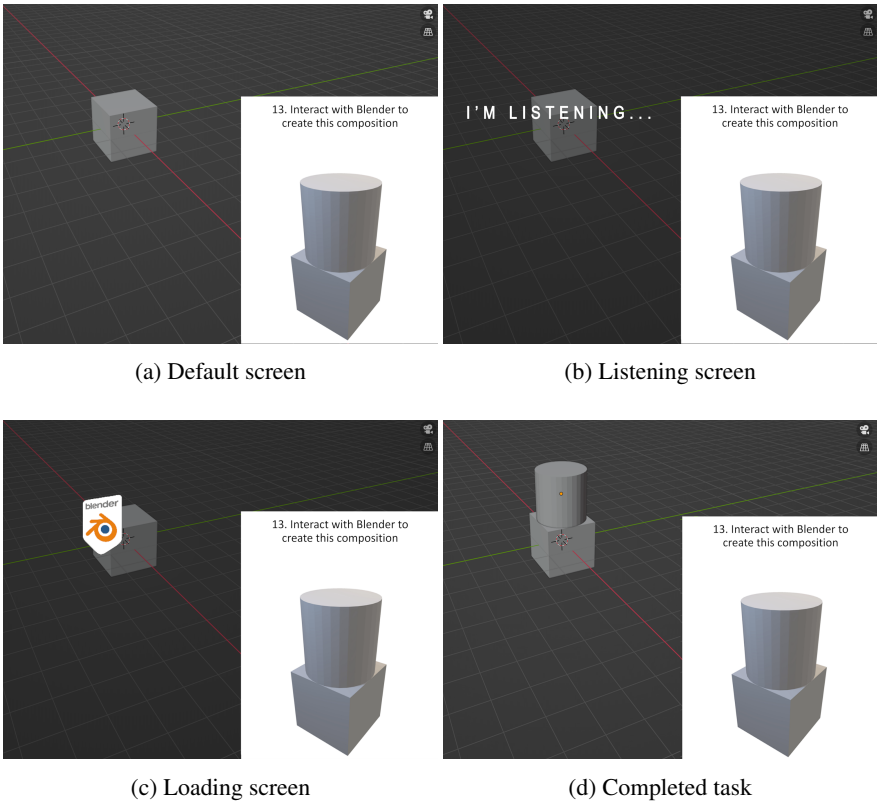 13. Interact with Blender to
create this composition
(a) Default screen
I'M LISTENING...
13. Interact with Blender to
create this composition
(b) Listening screen
blender
13. Interact with Blender to
create this composition
(c) Loading screen
13. Interact with Blender to
create this composition
(d) Completed task